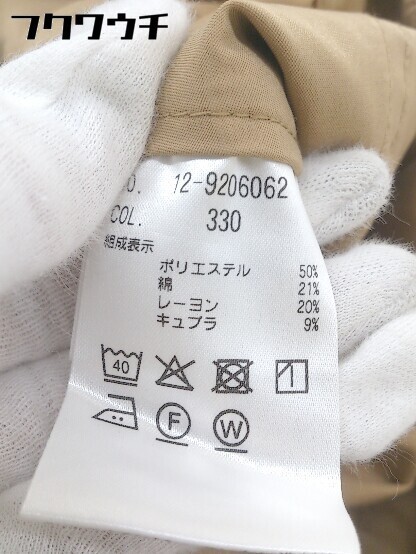 フクワウチ
12-9206062
COL. 330
組成表示
ポリエステル 50%
綿 21%
レーヨン 20%
キュプラ 9%
40
F W